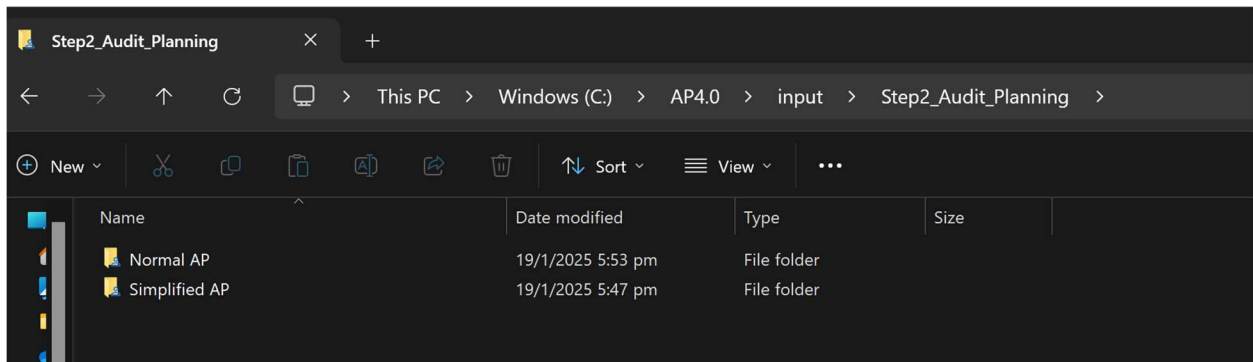 Step2_Audit_Planning
This PC > Windows (C:) > AP4.0 > input > Step2_Audit_Planning >
New Sort View
Name Date modified Type Size
Normal AP 19/1/2025 5:53 pm File folder
Simplified AP 19/1/2025 5:47 pm File folder